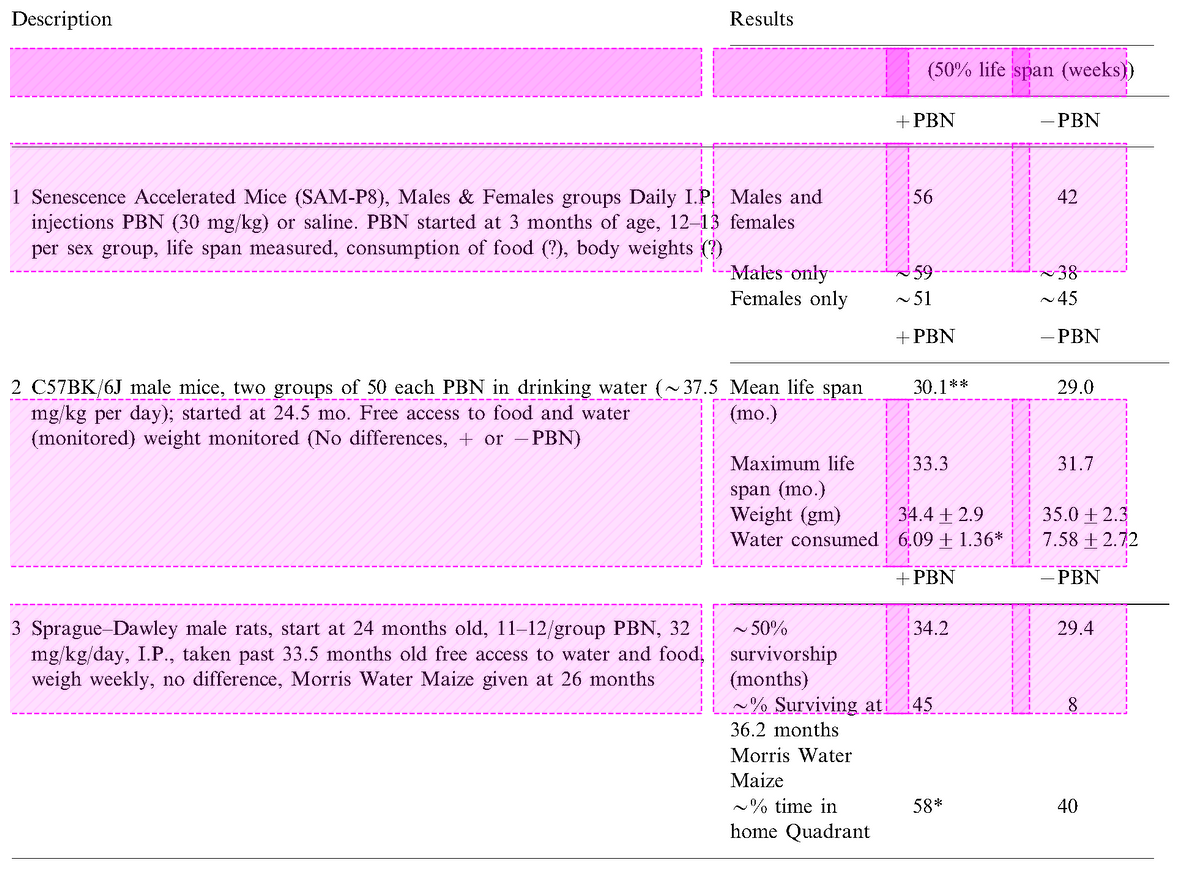 Description Results
(50% life span (weeks))
+PBN −PBN
1 Senescence Accelerated Mice (SAM-P8), Males & Females groups Daily I.P. Males and 56 42
injections PBN (30 mg/kg) or saline. PBN started at 3 months of age, 12–13 females
per sex group, life span measured, consumption of food (?), body weights (?)
Males only ∼59 ∼38
Females only ∼51 ∼45
+PBN −PBN
2 C57BK/6J male mice, two groups of 50 each PBN in drinking water (∼37.5 Mean life span 30.1** 29.0
mg/kg per day); started at 24.5 mo. Free access to food and water (mo.)
(monitored) weight monitored (No differences, + or −PBN)
Maximum life 33.3 31.7
span (mo.)
Weight (gm) 34.4±2.9 35.0±2.3
Water consumed 6.09±1.36* 7.58±2.72
+PBN −PBN
3 Sprague–Dawley male rats, start at 24 months old, 11–12/group PBN, 32 ∼50% 34.2 29.4
mg/kg/day, I.P., taken past 33.5 months old free access to water and food, survivorship
weigh weekly, no difference, Morris Water Maize given at 26 months (months)
∼% Surviving at 45 8
36.2 months
Morris Water
Maize
∼% time in 58* 40
home Quadrant